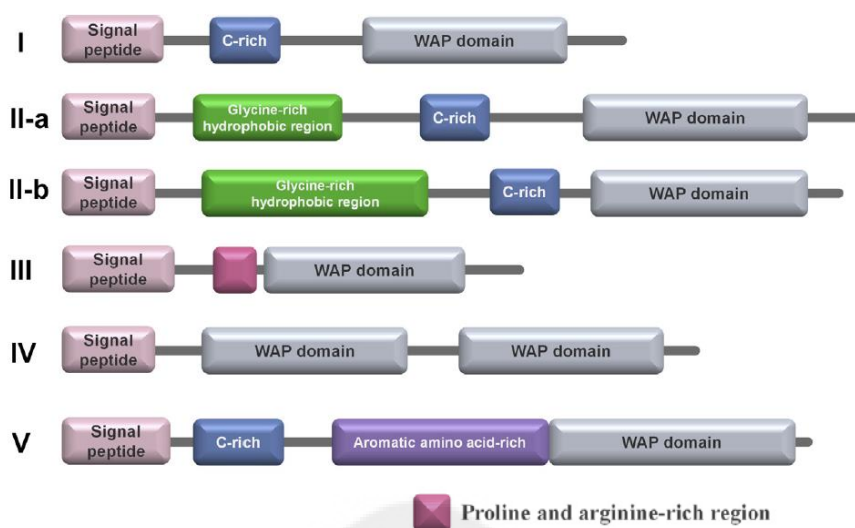 I
Signal
peptide
C-rich
WAP domain
II-a
Signal
peptide
Glycine-rich
hydrophobic region
C-rich
WAP domain
II-b
Signal
peptide
Glycine-rich
hydrophobic region
C-rich
WAP domain
III
Signal
peptide
WAP domain
IV
Signal
peptide
WAP domain
WAP domain
V
Signal
peptide
C-rich
Aromatic amino acid-rich
WAP domain
Proline and arginine-rich region